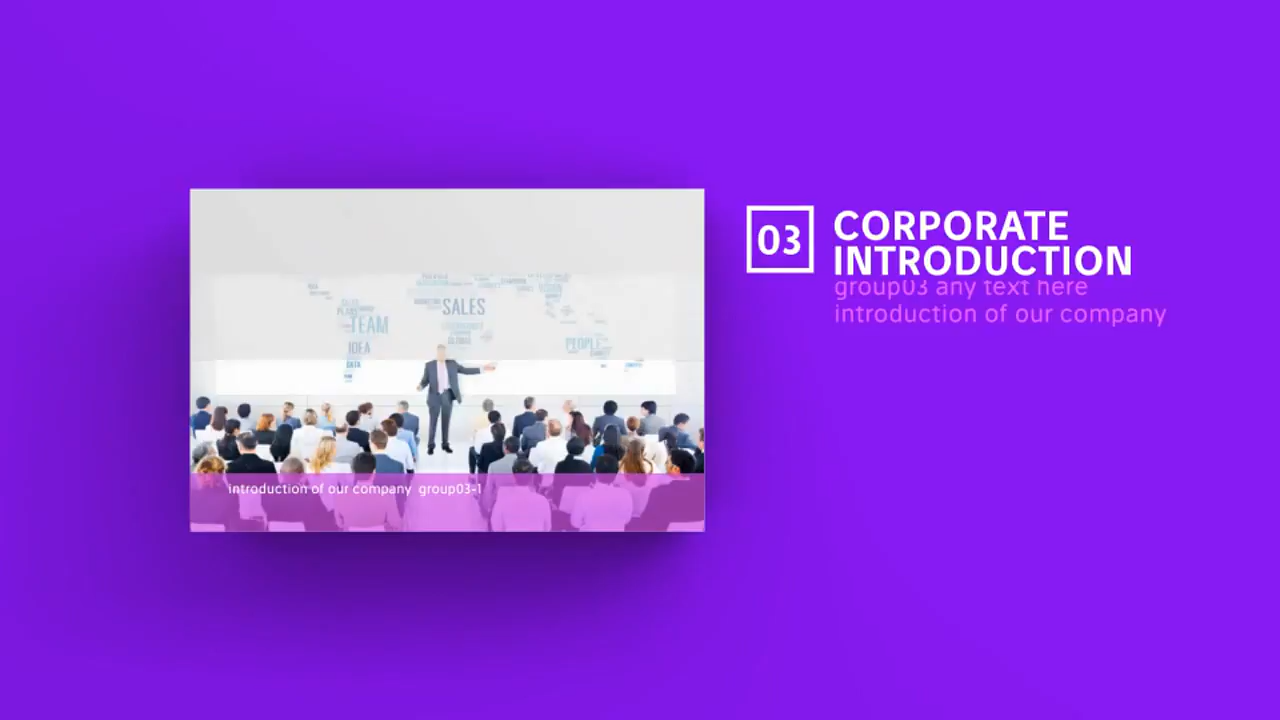 03
CORPORATE
INTRODUCTION
group03 any text here
introduction of our company
SALES
TEAM
IDEA
DATA
PEOPLE
introduction of our company group03-1